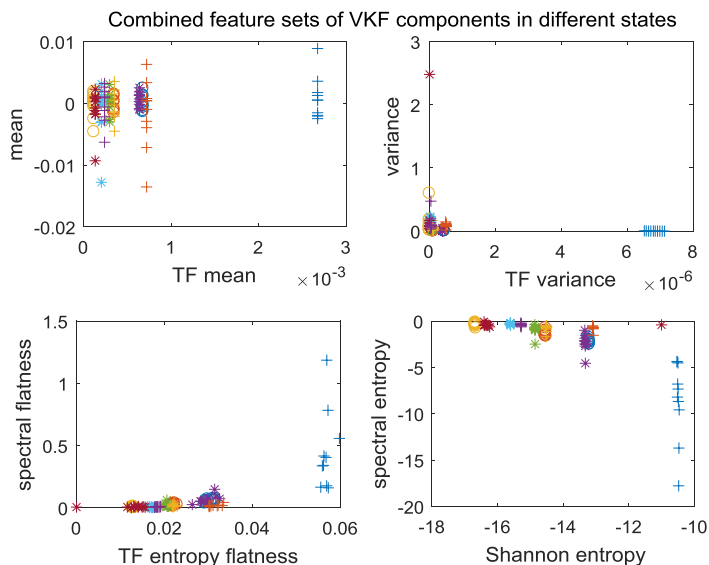 Combined feature sets of VKF components in different states
0.01
0
-0.01
-0.02
mean
0 1 2 3
TF mean
×10^-3
3
2
1
0
variance
0 2 4 6 8
TF variance
×10^-6
1.5
1
0.5
0
spectral flatness
0 0.02 0.04 0.06
TF entropy flatness
0
-5
-10
-15
-20
spectral entropy
-18 -16 -14 -12 -10
Shannon entropy